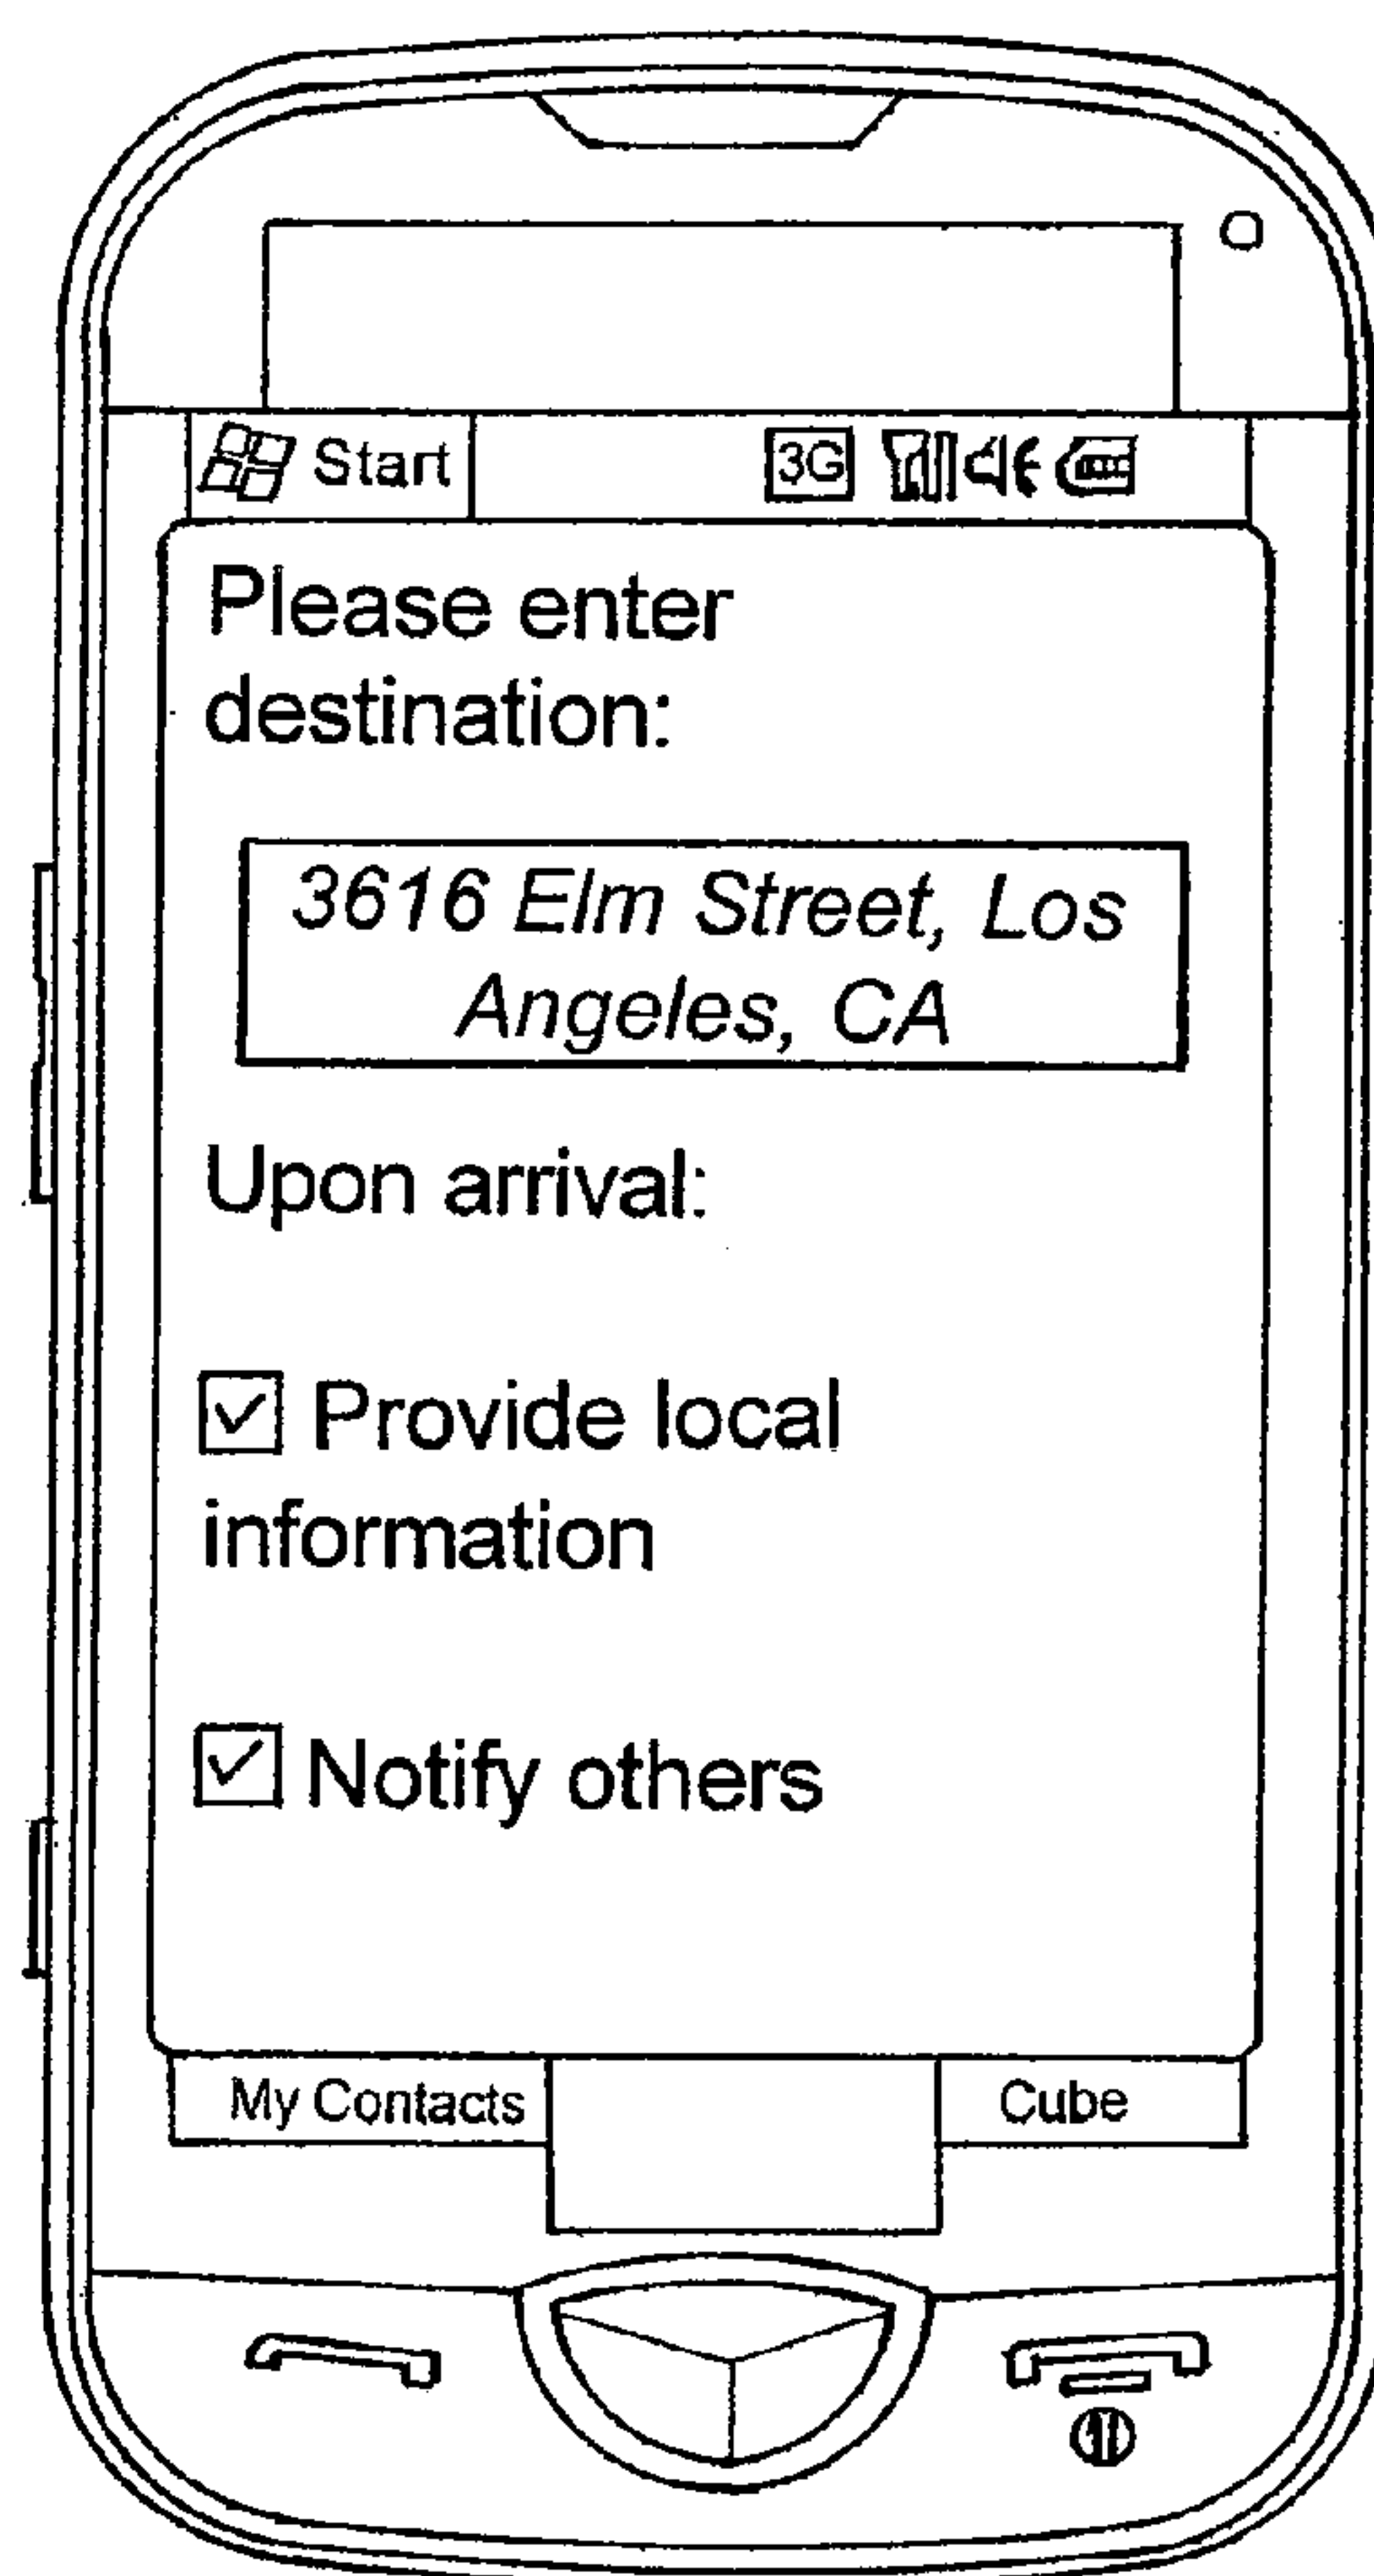 Start 3G
Please enter
destination:
3616 Elm Street, Los
Angeles, CA
Upon arrival:
Provide local
information
Notify others
My Contacts Cube